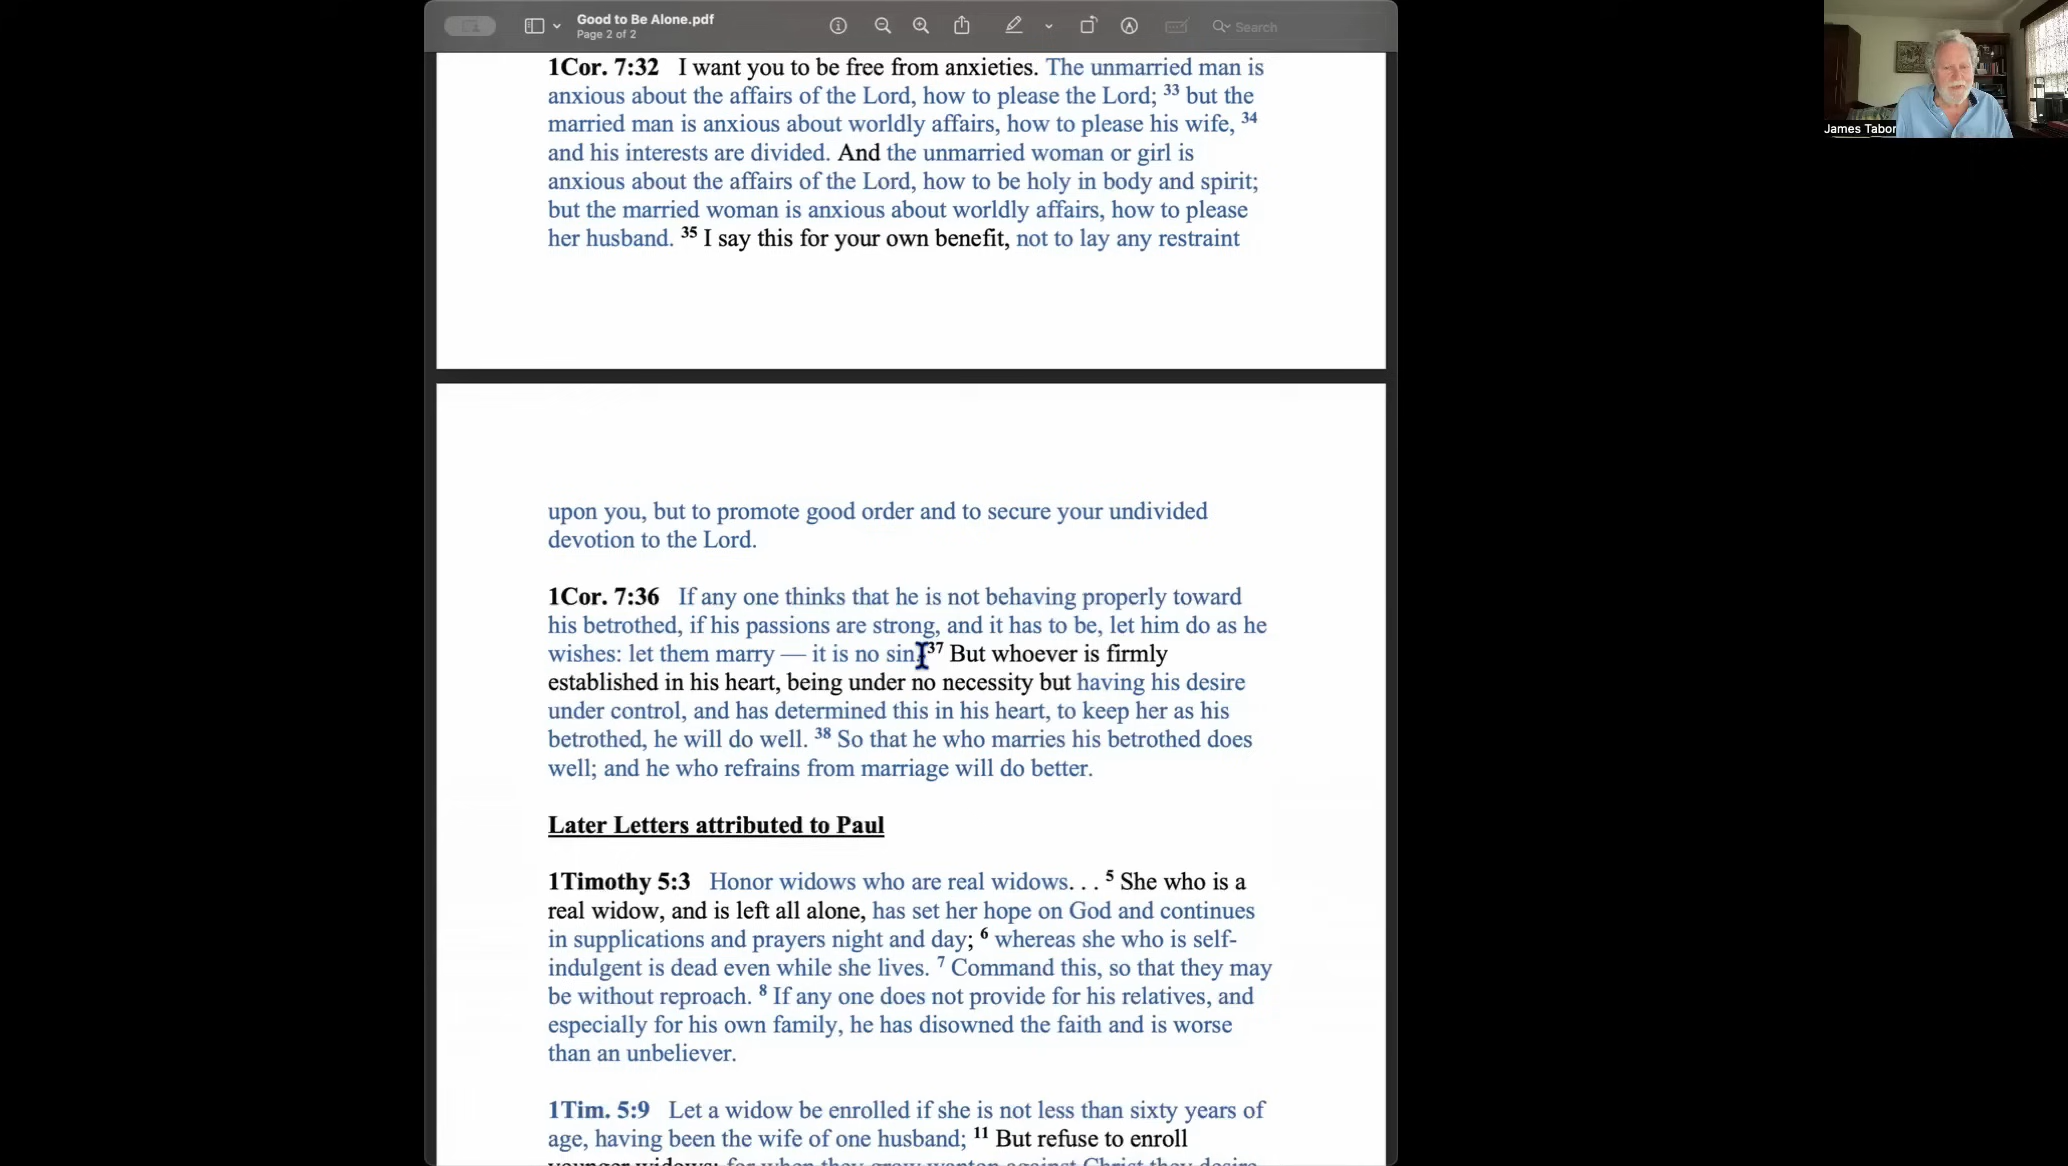 Good to Be Alone.pdf
Page 2 of 2
Search
1Cor. 7:32 I want you to be free from anxieties. The unmarried man is
anxious about the affairs of the Lord, how to please the Lord; 33 but the
married man is anxious about worldly affairs, how to please his wife, 34
and his interests are divided. And the unmarried woman or girl is
anxious about the affairs of the Lord, how to be holy in body and spirit;
but the married woman is anxious about worldly affairs, how to please
her husband. 35 I say this for your own benefit, not to lay any restraint
upon you, but to promote good order and to secure your undivided
devotion to the Lord.
1Cor. 7:36 If any one thinks that he is not behaving properly toward
his betrothed, if his passions are strong, and it has to be, let him do as he
wishes: let them marry — it is no sin. 37 But whoever is firmly
established in his heart, being under no necessity but having his desire
under control, and has determined this in his heart, to keep her as his
betrothed, he will do well. 38 So that he who marries his betrothed does
well; and he who refrains from marriage will do better.
Later Letters attributed to Paul
1Timothy 5:3 Honor widows who are real widows. . . 5 She who is a
real widow, and is left all alone, has set her hope on God and continues
in supplications and prayers night and day; 6 whereas she who is self-
indulgent is dead even while she lives. 7 Command this, so that they may
be without reproach. 8 If any one does not provide for his relatives, and
especially for his own family, he has disowned the faith and is worse
than an unbeliever.
1Tim. 5:9 Let a widow be enrolled if she is not less than sixty years of
age, having been the wife of one husband; 11 But refuse to enroll
younger widows; for when they grow wanton against Christ they desire
James Tabor